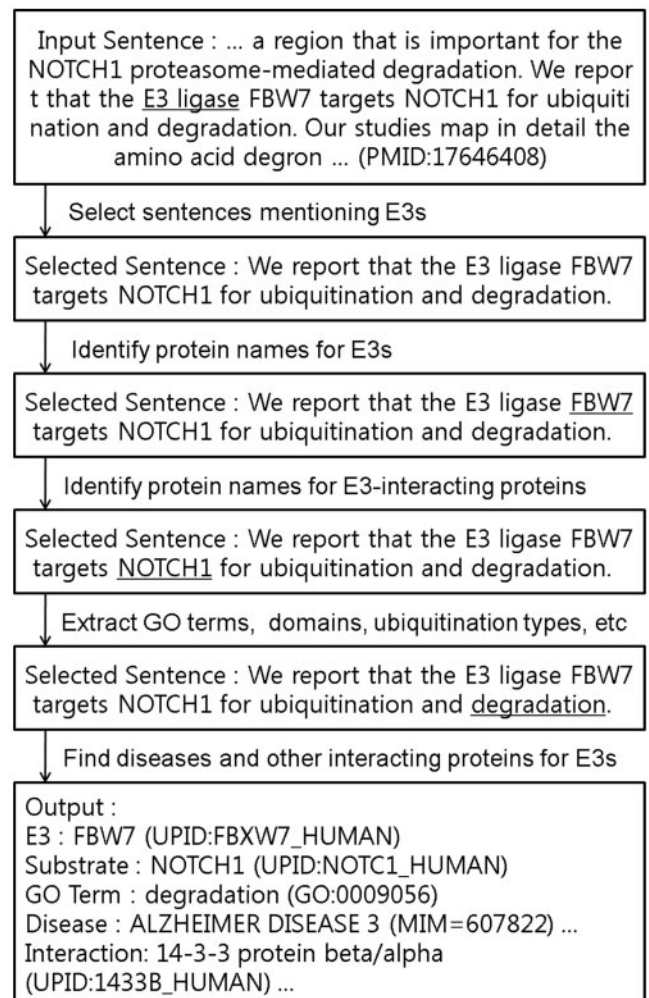 Input Sentence : ... a region that is important for the
NOTCH1 proteasome-mediated degradation. We repor
t that the E3 ligase FBW7 targets NOTCH1 for ubiquiti
nation and degradation. Our studies map in detail the
amino acid degron ... (PMID:17646408)
Select sentences mentioning E3s
Selected Sentence : We report that the E3 ligase FBW7
targets NOTCH1 for ubiquitination and degradation.
Identify protein names for E3s
Selected Sentence : We report that the E3 ligase FBW7
targets NOTCH1 for ubiquitination and degradation.
Identify protein names for E3-interacting proteins
Selected Sentence : We report that the E3 ligase FBW7
targets NOTCH1 for ubiquitination and degradation.
Extract GO terms, domains, ubiquitination types, etc
Selected Sentence : We report that the E3 ligase FBW7
targets NOTCH1 for ubiquitination and degradation.
Find diseases and other interacting proteins for E3s
Output :
E3 : FBW7 (UPID:FBXW7_HUMAN)
Substrate : NOTCH1 (UPID:NOTC1_HUMAN)
GO Term : degradation (GO:0009056)
Disease : ALZHEIMER DISEASE 3 (MIM=607822) ...
Interaction: 14-3-3 protein beta/alpha
(UPID:1433B_HUMAN) ...